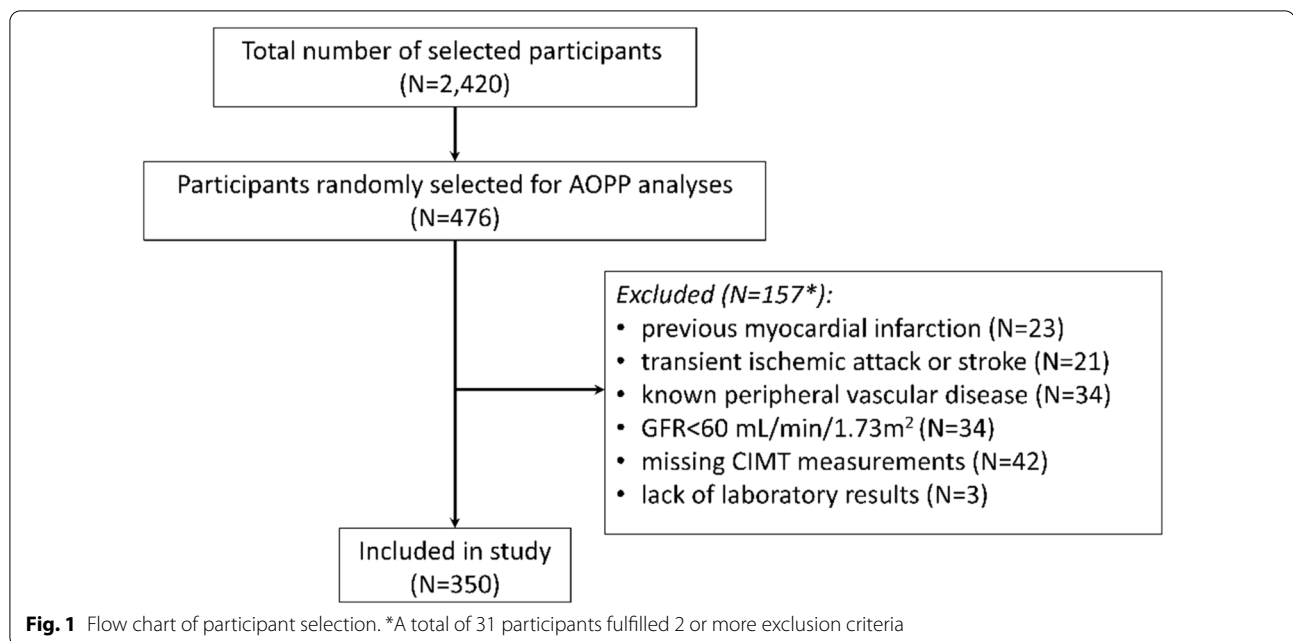 Total number of selected participants
(N=2,420)
Participants randomly selected for AOPP analyses
(N=476)
Excluded (N=157*):
• previous myocardial infarction (N=23)
• transient ischemic attack or stroke (N=21)
• known peripheral vascular disease (N=34)
• GFR<60 mL/min/1.73m² (N=34)
• missing CIMT measurements (N=42)
• lack of laboratory results (N=3)
Included in study
(N=350)
Fig. 1 Flow chart of participant selection. *A total of 31 participants fulfilled 2 or more exclusion criteria